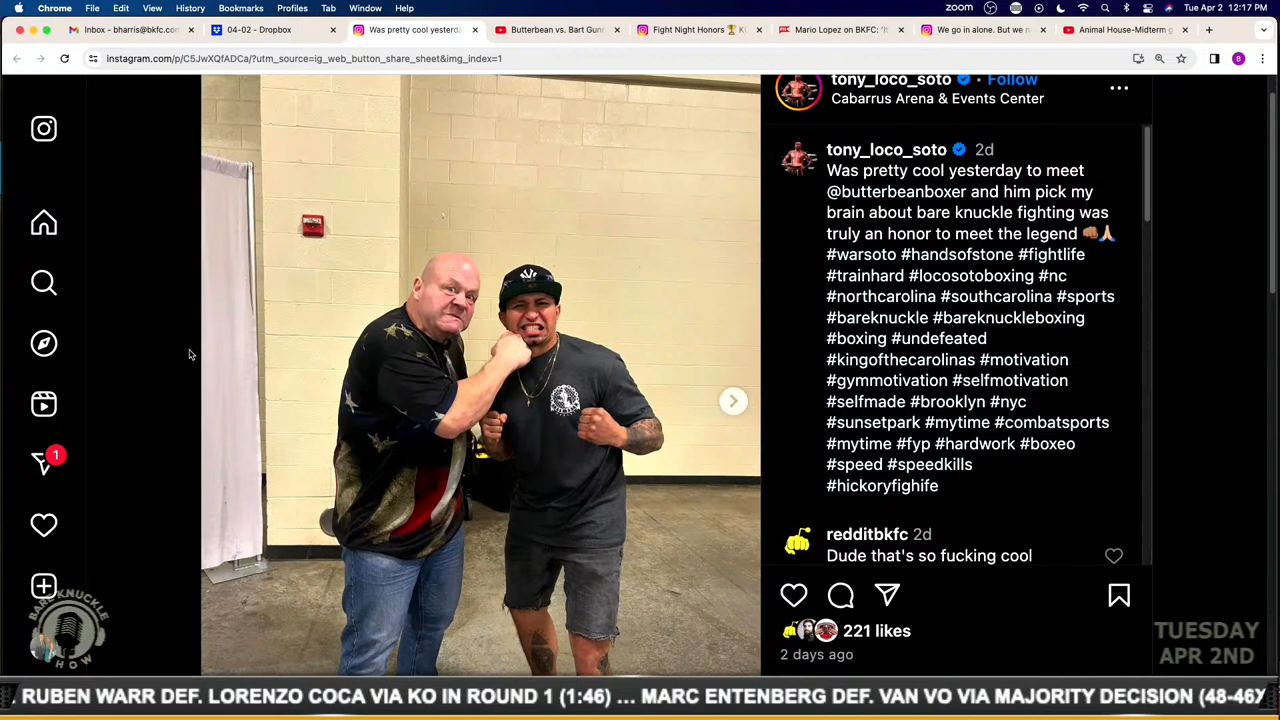 Chrome File Edit View History Bookmarks Profiles Tab Window Help
zoom Tue Apr 2 12:17 PM
Inbox - bharris@bkfc.com
04-02 - Dropbox
Was pretty cool yesterda
Butterbean vs. Bart Gun
Fight Night Honors 🏆 K
Mario Lopez on BKFC: 'It
We go in alone. But we n
Animal House-Midterm g
instagram.com/p/C5JwXQfADCa/?utm_source=ig_web_button_share_sheet&img_index=1
B
tony_loco_soto • Follow
Cabarrus Arena & Events Center
tony_loco_soto 2d
Was pretty cool yesterday to meet
@butterbeanboxer and him pick my
brain about bare knuckle fighting was
truly an honor to meet the legend 👊🏽🙏🏽
#warsoto #handsofstone #fightlife
#trainhard #locosotoboxing #nc
#northcarolina #southcarolina #sports
#bareknuckle #bareknuckleboxing
#boxing #undefeated
#kingofthecarolinas #motivation
#gymmotivation #selfmotivation
#selfmade #brooklyn #nyc
#sunsetpark #mytime #combatsports
#mytime #fyp #hardwork #boxeo
#speed #speedkills
#hickoryfighife
redditbkfc 2d
Dude that's so fucking cool
221 likes
2 days ago
1
BARE KNUCKLE
SHOW
TUESDAY
APR 2ND
. RUBEN WARR DEF. LORENZO COCA VIA KO IN ROUND 1 (1:46) ... MARC ENTENBERG DEF. VAN VO VIA MAJORITY DECISION (48-46